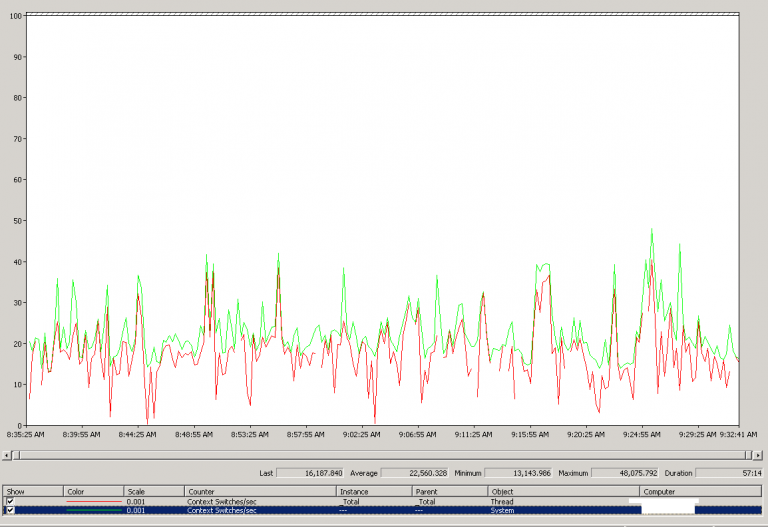 100
90
80
70
60
50
40
30
20
10
0
8:35:25 AM 8:39:55 AM 8:44:25 AM 8:48:55 AM 8:53:25 AM 8:57:55 AM 9:02:25 AM 9:06:55 AM 9:11:25 AM 9:15:55 AM 9:20:25 AM 9:24:55 AM 9:29:25 AM 9:32:41 AM
Last 16,187.840 Average 22,560.328 Minimum 13,143.986 Maximum 48,075.792 Duration 57:14
Show Color Scale Counter Instance Parent Object Computer
0.001 Context Switches/sec _Total _Total Thread
0.001 Context Switches/sec --- --- System